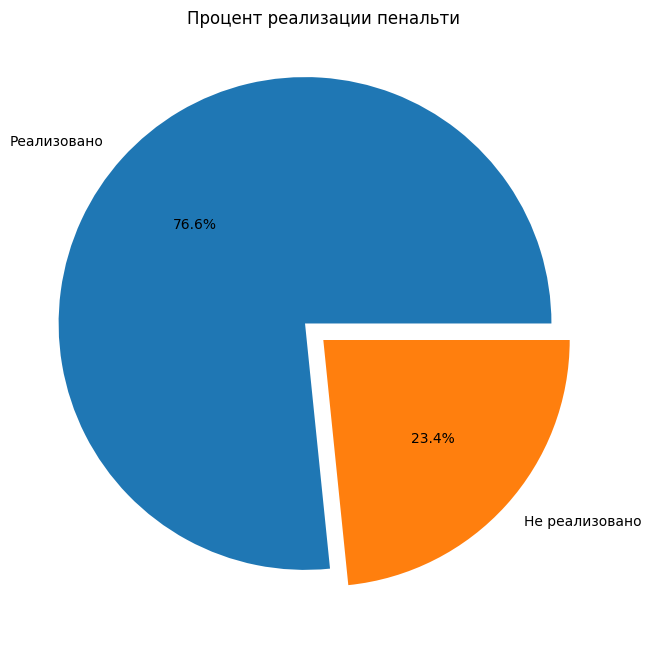 Процент реализации пенальти
Реализовано
76.6%
23.4%
Не реализовано